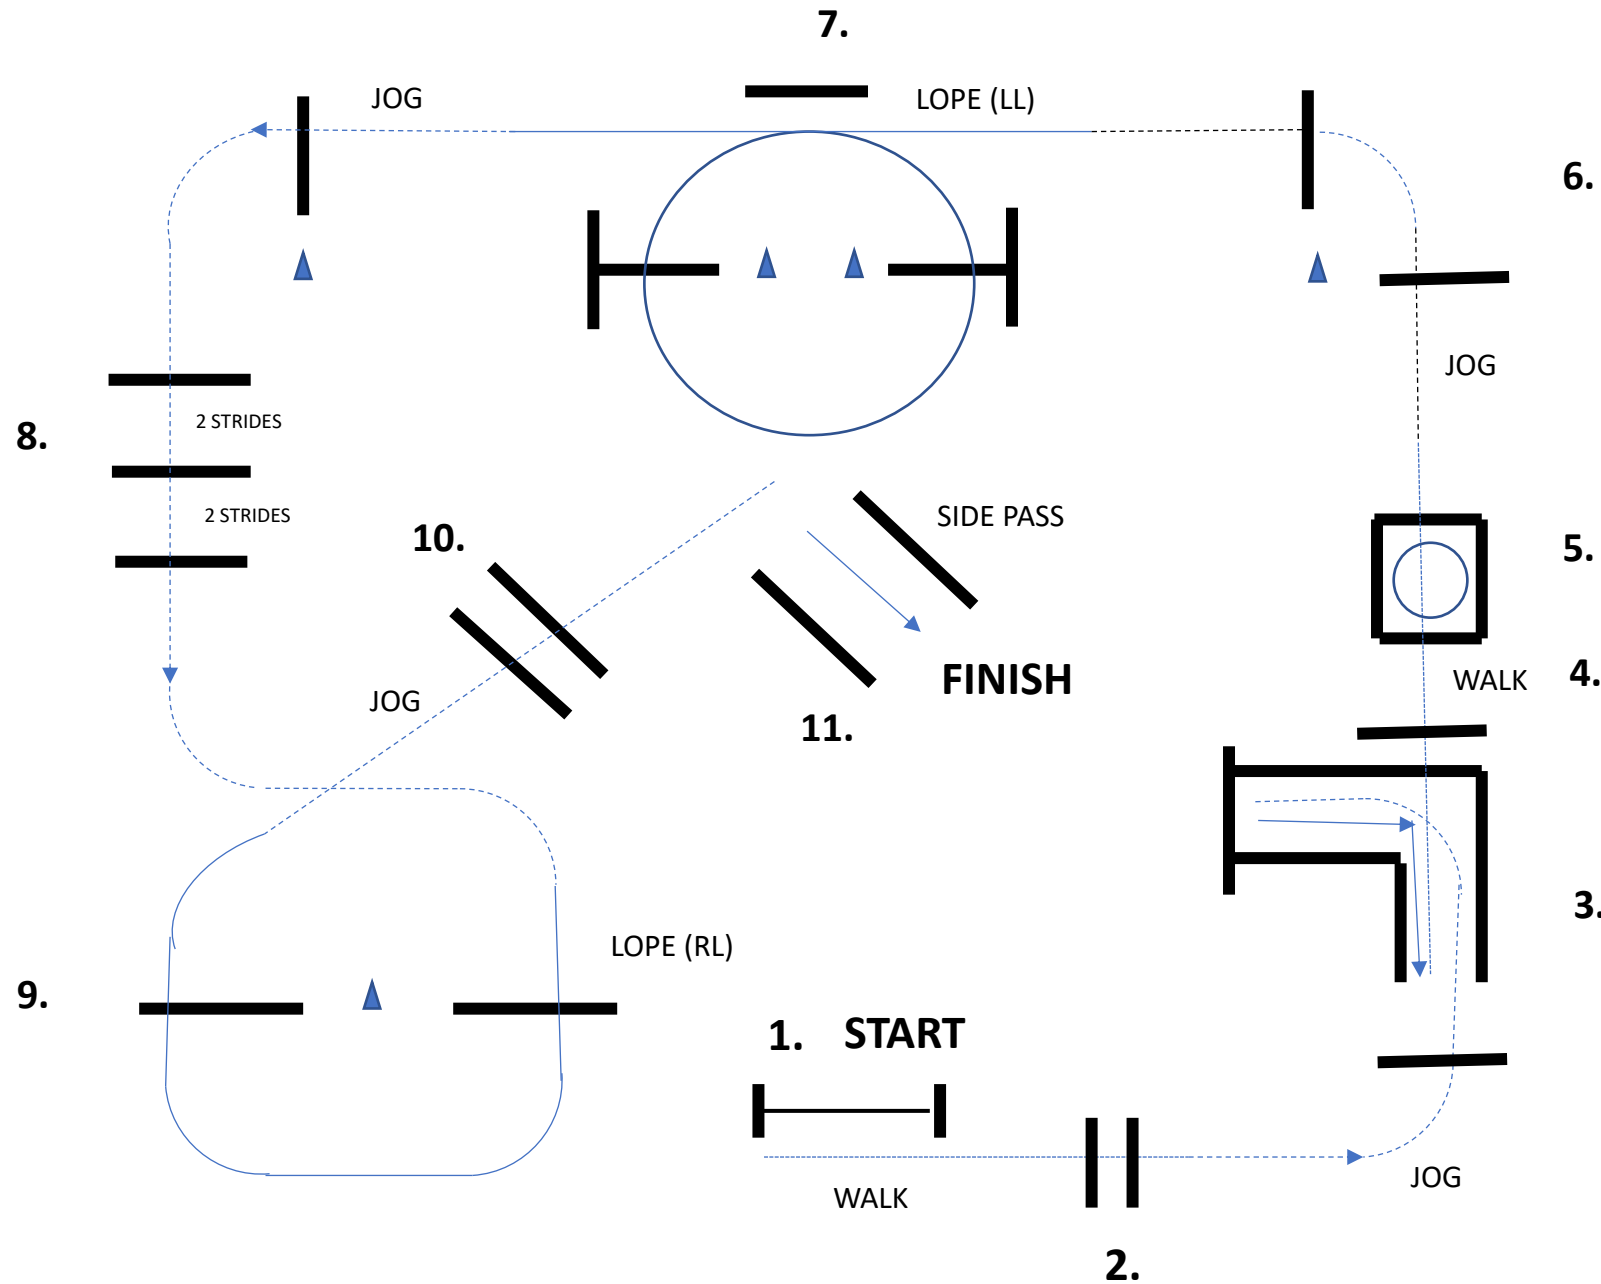 7.
JOG
LOPE (LL)
6.
JOG
2 STRIDES
8.
2 STRIDES
SIDE PASS
10.
5.
WALK
4.
FINISH
JOG
11.
3.
LOPE (RL)
9.
1. START
JOG
WALK
2.